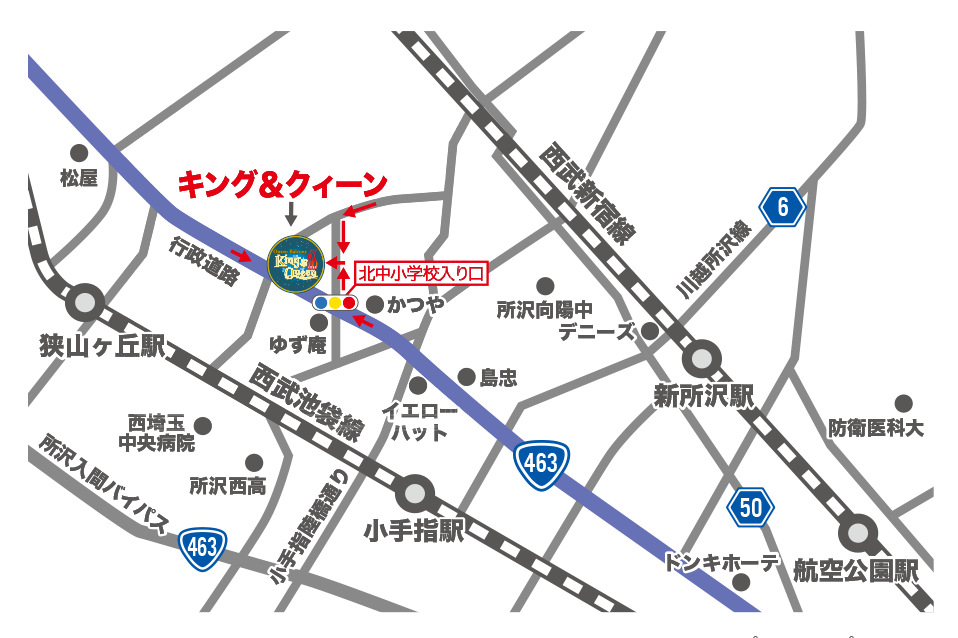 松屋
キング&クィーン
西武新宿線
6
行政道路
King's
Queen
北中小学校入り口
川越所沢線
かつや
所沢向陽中
デニーズ
ゆず庵
狭山ヶ丘駅
西武池袋線
島忠
新所沢駅
イエロー
ハット
西埼玉
中央病院
防衛医科大
所沢入間バイパス
所沢西高
463
小手指陸橋通り
50
小手指駅
463
ドンキホーテ
航空公園駅